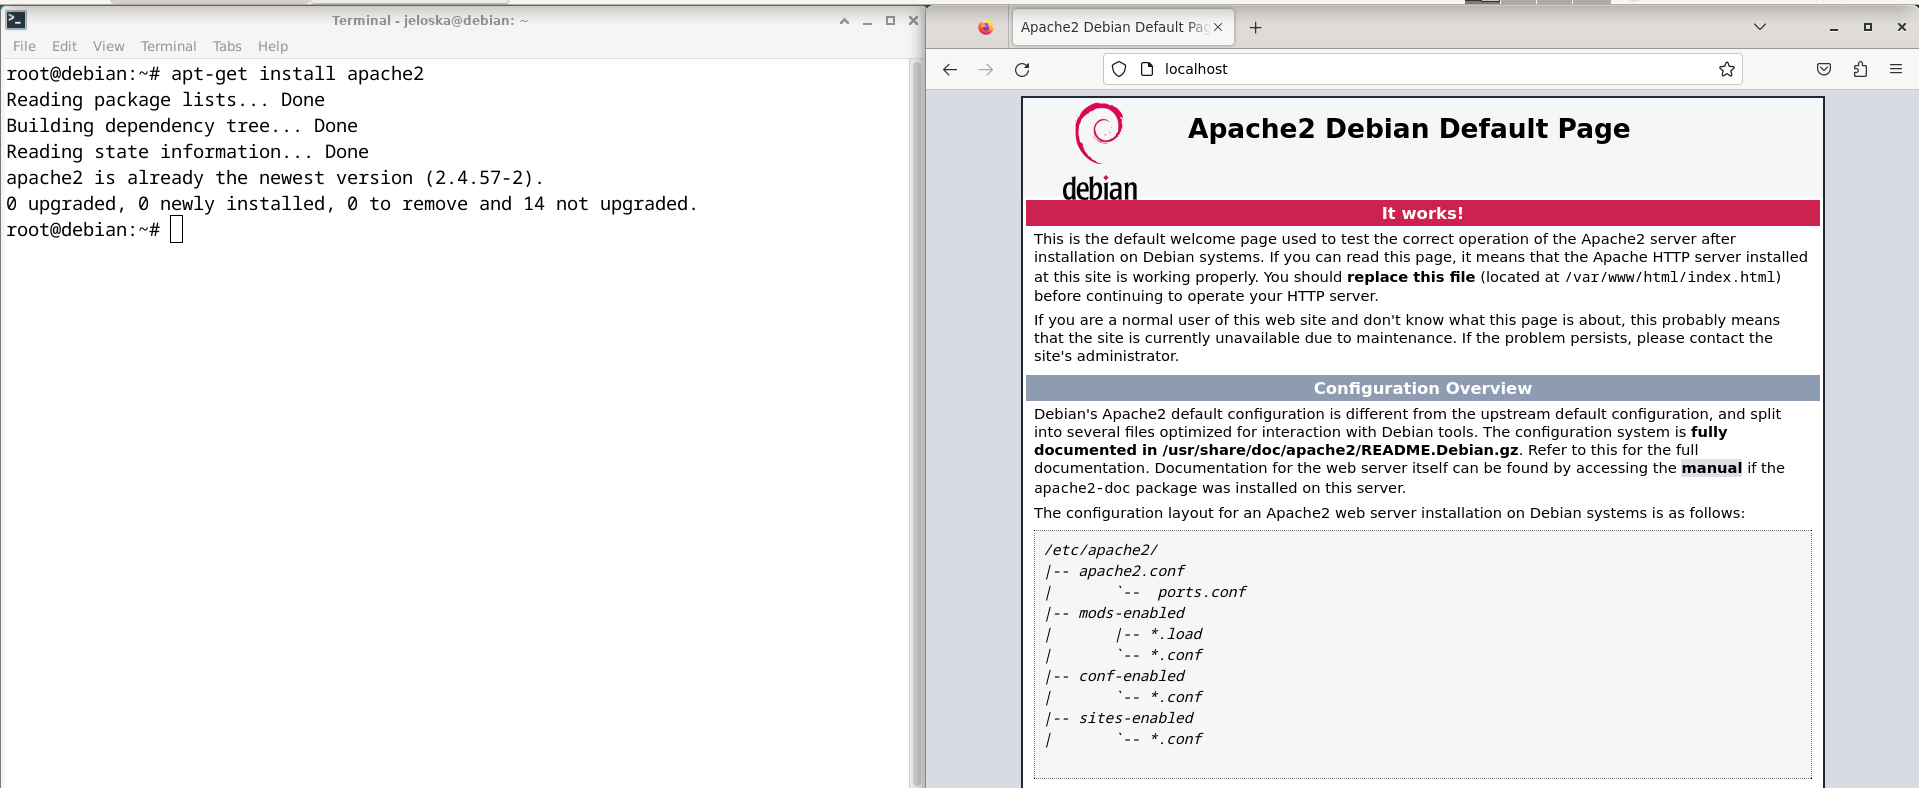 Terminal - jeloska@debian: ~
File Edit View Terminal Tabs Help
root@debian:~# apt-get install apache2
Reading package lists... Done
Building dependency tree... Done
Reading state information... Done
apache2 is already the newest version (2.4.57-2).
0 upgraded, 0 newly installed, 0 to remove and 14 not upgraded.
root@debian:~#
Apache2 Debian Default Pag
localhost
debian
Apache2 Debian Default Page
It works!
This is the default welcome page used to test the correct operation of the Apache2 server after
installation on Debian systems. If you can read this page, it means that the Apache HTTP server installed
at this site is working properly. You should replace this file (located at /var/www/html/index.html)
before continuing to operate your HTTP server.
If you are a normal user of this web site and don't know what this page is about, this probably means
that the site is currently unavailable due to maintenance. If the problem persists, please contact the
site's administrator.
Configuration Overview
Debian's Apache2 default configuration is different from the upstream default configuration, and split
into several files optimized for interaction with Debian tools. The configuration system is fully
documented in /usr/share/doc/apache2/README.Debian.gz. Refer to this for the full
documentation. Documentation for the web server itself can be found by accessing the manual if the
apache2-doc package was installed on this server.
The configuration layout for an Apache2 web server installation on Debian systems is as follows:
/etc/apache2/
|-- apache2.conf
|       `--  ports.conf
|-- mods-enabled
|       |-- *.load
|       `-- *.conf
|-- conf-enabled
|       `-- *.conf
|-- sites-enabled
|       `-- *.conf